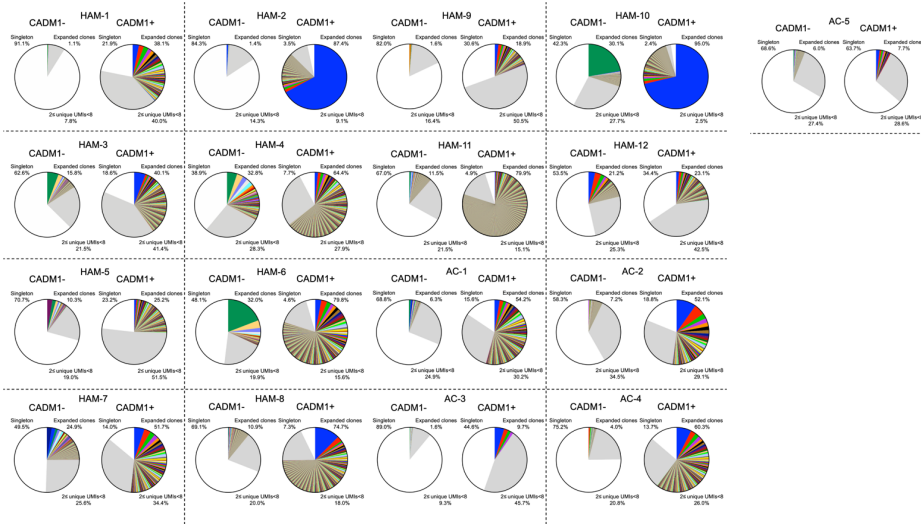 HAM-1
CADM1- CADM1+
Singleton Expanded clones Singleton Expanded clones
91.1% 1.1% 21.9% 38.1%
2≤ unique UMIs<8 2≤ unique UMIs<8
7.8% 40.0%
HAM-2
CADM1- CADM1+
Singleton Expanded clones Singleton Expanded clones
84.3% 1.4% 3.5% 87.4%
2≤ unique UMIs<8 2≤ unique UMIs<8
14.3% 9.1%
HAM-9
CADM1- CADM1+
Singleton Expanded clones Singleton Expanded clones
82.0% 1.6% 30.6% 18.9%
2≤ unique UMIs<8 2≤ unique UMIs<8
16.4% 50.5%
HAM-10
CADM1- CADM1+
Singleton Expanded clones Singleton Expanded clones
42.3% 30.1% 2.4% 95.0%
2≤ unique UMIs<8 2≤ unique UMIs<8
27.7% 2.5%
AC-5
CADM1- CADM1+
Singleton Expanded clones Singleton Expanded clones
68.6% 6.0% 63.7% 7.7%
2≤ unique UMIs<8 2≤ unique UMIs<8
27.4% 28.6%
HAM-3
CADM1- CADM1+
Singleton Expanded clones Singleton Expanded clones
62.6% 15.8% 18.6% 40.1%
2≤ unique UMIs<8 2≤ unique UMIs<8
21.5% 41.4%
HAM-4
CADM1- CADM1+
Singleton Expanded clones Singleton Expanded clones
38.9% 32.8% 7.7% 64.4%
2≤ unique UMIs<8 2≤ unique UMIs<8
28.3% 27.9%
HAM-11
CADM1- CADM1+
Singleton Expanded clones Singleton Expanded clones
67.0% 11.5% 4.9% 79.9%
2≤ unique UMIs<8 2≤ unique UMIs<8
21.5% 15.1%
HAM-12
CADM1- CADM1+
Singleton Expanded clones Singleton Expanded clones
53.5% 21.2% 34.4% 23.1%
2≤ unique UMIs<8 2≤ unique UMIs<8
25.3% 42.5%
HAM-5
CADM1- CADM1+
Singleton Expanded clones Singleton Expanded clones
70.7% 10.3% 23.2% 25.2%
2≤ unique UMIs<8 2≤ unique UMIs<8
19.0% 51.5%
HAM-6
CADM1- CADM1+
Singleton Expanded clones Singleton Expanded clones
48.1% 32.0% 4.6% 79.8%
2≤ unique UMIs<8 2≤ unique UMIs<8
19.9% 15.6%
AC-1
CADM1- CADM1+
Singleton Expanded clones Singleton Expanded clones
68.8% 6.3% 15.6% 54.2%
2≤ unique UMIs<8 2≤ unique UMIs<8
24.9% 30.2%
AC-2
CADM1- CADM1+
Singleton Expanded clones Singleton Expanded clones
58.3% 7.2% 18.8% 52.1%
2≤ unique UMIs<8 2≤ unique UMIs<8
34.5% 29.1%
HAM-7
CADM1- CADM1+
Singleton Expanded clones Singleton Expanded clones
49.5% 24.9% 14.0% 51.7%
2≤ unique UMIs<8 2≤ unique UMIs<8
25.6% 34.4%
HAM-8
CADM1- CADM1+
Singleton Expanded clones Singleton Expanded clones
69.1% 10.9% 7.3% 74.7%
2≤ unique UMIs<8 2≤ unique UMIs<8
20.0% 18.0%
AC-3
CADM1- CADM1+
Singleton Expanded clones Singleton Expanded clones
89.0% 1.6% 44.6% 9.7%
2≤ unique UMIs<8 2≤ unique UMIs<8
9.3% 45.7%
AC-4
CADM1- CADM1+
Singleton Expanded clones Singleton Expanded clones
75.2% 4.0% 13.7% 60.3%
2≤ unique UMIs<8 2≤ unique UMIs<8
20.8% 26.0%